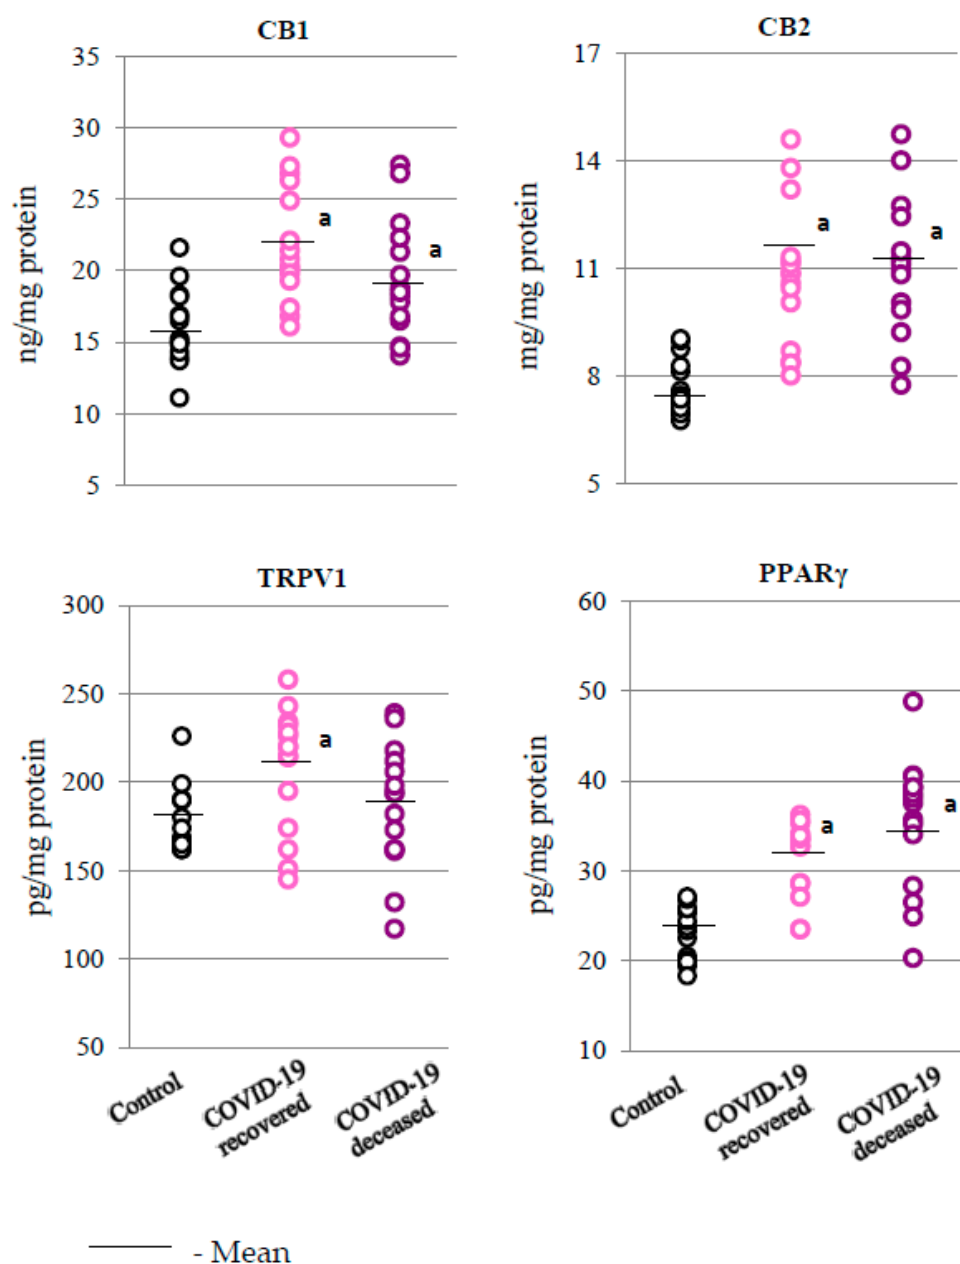 CB1
35
30
25
20
15
10
5
ng/mg protein
a
a
CB2
17
14
11
8
5
mg/mg protein
a
a
TRPV1
300
250
200
150
100
50
pg/mg protein
a
Control
COVID-19
recovered
COVID-19
deceased
PPARγ
60
50
40
30
20
10
pg/mg protein
a
a
Control
COVID-19
recovered
COVID-19
deceased
- Mean